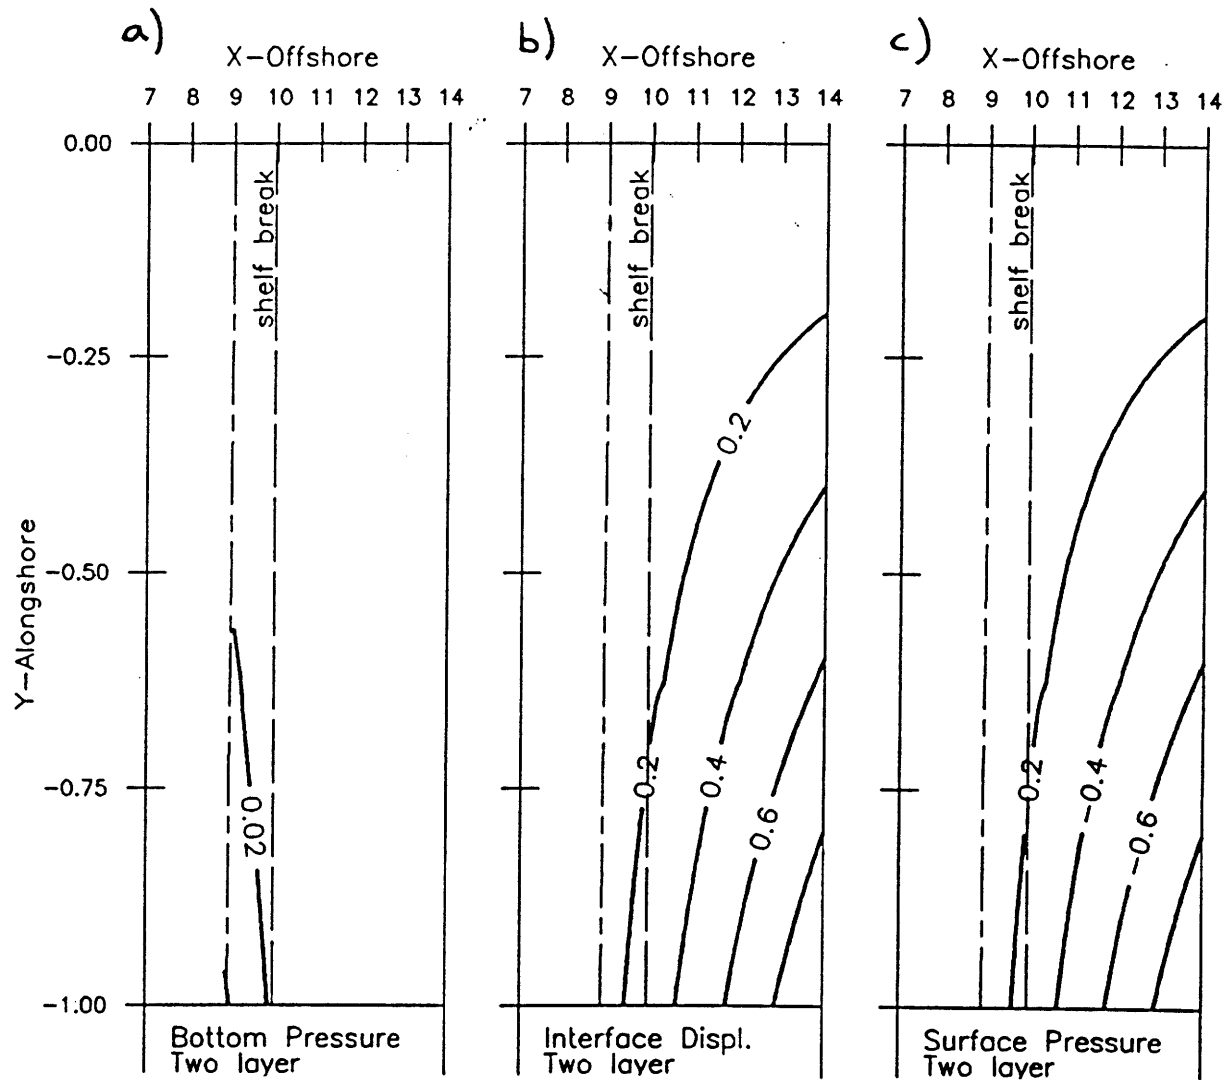 a)
X-Offshore
7 8 9 10 11 12 13 14
0.00
-0.25
-0.50
-0.75
-1.00
Y-Alongshore
shelf break
0.02
Bottom Pressure
Two layer
b)
X-Offshore
7 8 9 10 11 12 13 14
shelf break
0.2
0.2
0.4
0.6
Interface Displ.
Two layer
c)
X-Offshore
7 8 9 10 11 12 13 14
shelf break
0.2
-0.4
-0.6
Surface Pressure
Two layer